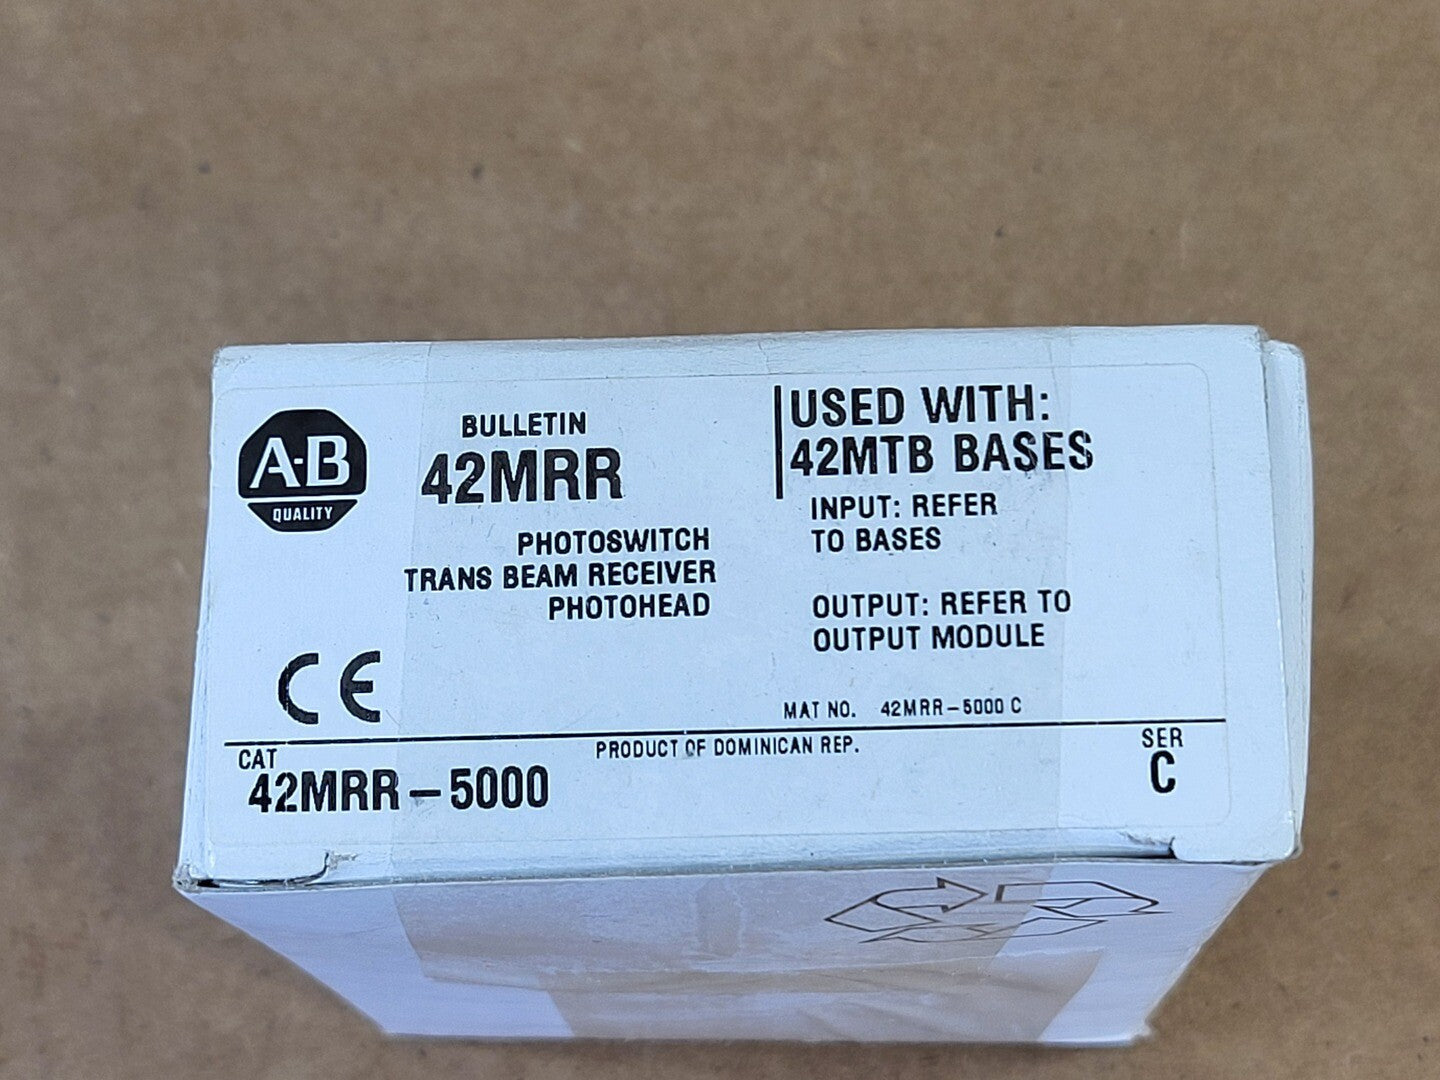 A-B
QUALITY
BULLETIN
42MRR
PHOTOSWITCH
TRANS BEAM RECEIVER
PHOTOHEAD
USED WITH:
42MTB BASES
INPUT: REFER
TO BASES
OUTPUT: REFER TO
OUTPUT MODULE
CE
MAT NO. 42MRR-5000 C
CAT
42MRR-5000
PRODUCT OF DOMINICAN REP.
SER
C